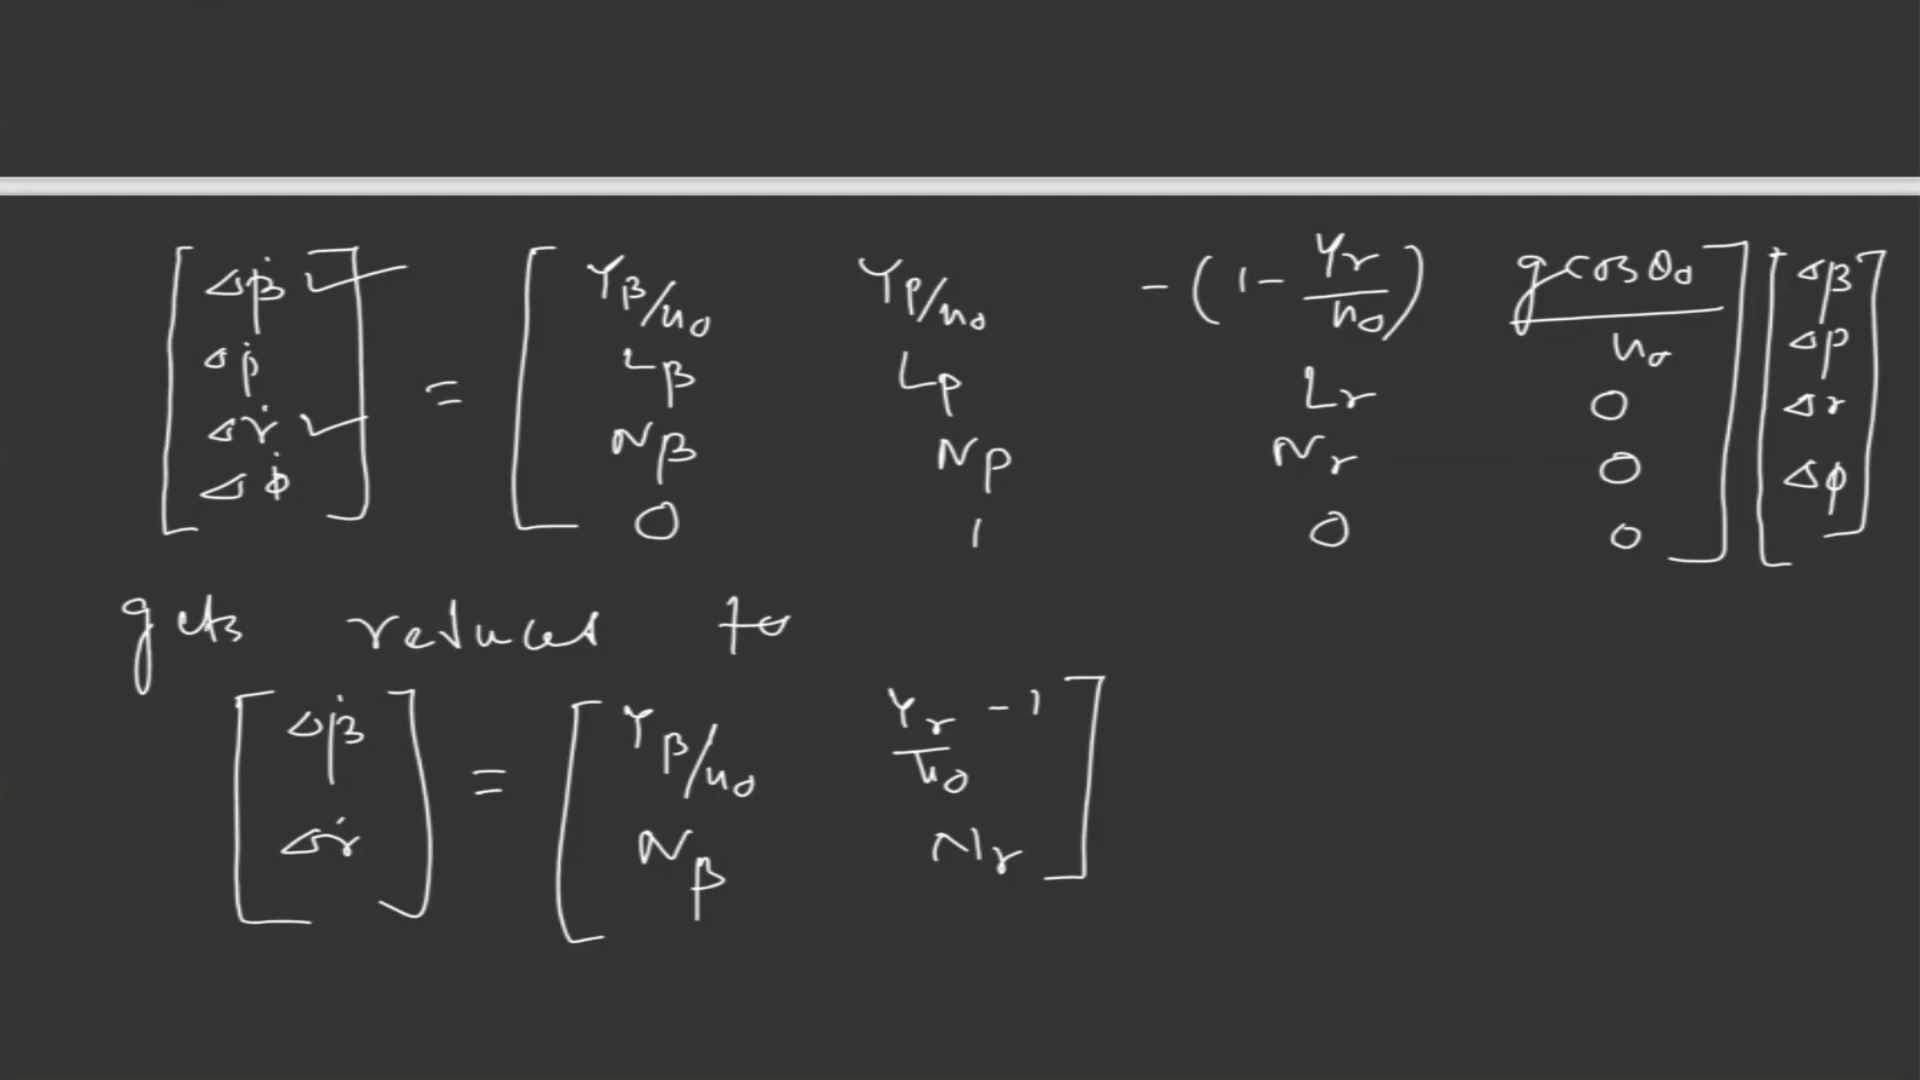 [Δβ̇ ✓ Δṗ Δṙ ✓ Δφ̇] = [Yβ/u₀ Yp/u₀ -(1 - Yr/u₀) g cos θ₀/u₀
Lβ Lp Lr 0
Nβ Np Nr 0
0 1 0 0] [Δβ Δp Δr Δφ]
gets reduced to
[Δβ̇ Δṙ] = [Yβ/u₀ Yr/u₀ - 1
Nβ Nr]